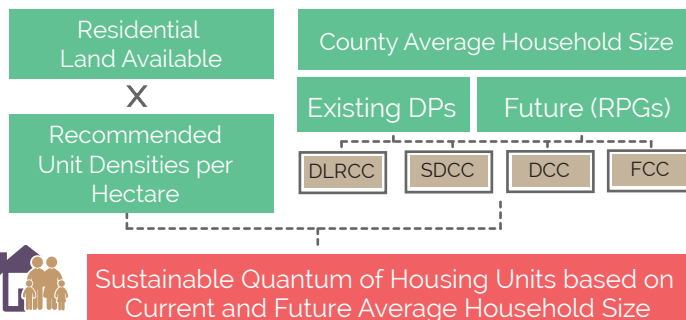 Residential
Land Available
X
Recommended
Unit Densities per
Hectare
County Average Household Size
Existing DPs
Future (RPGs)
DLRCC
SDCC
DCC
FCC
Sustainable Quantum of Housing Units based on
Current and Future Average Household Size